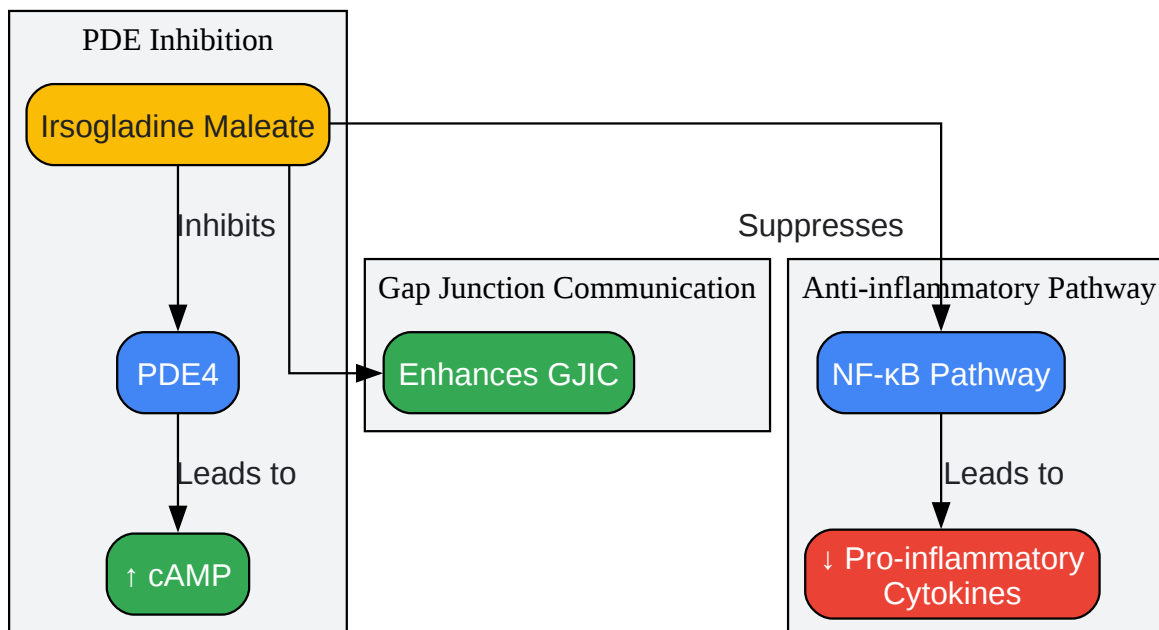 PDE Inhibition
Irsogladine Maleate
Inhibits
Suppresses
Gap Junction Communication
Anti-inflammatory Pathway
PDE4
Enhances GJIC
NF-κB Pathway
Leads to
Leads to
↑ cAMP
↓ Pro-inflammatory
Cytokines